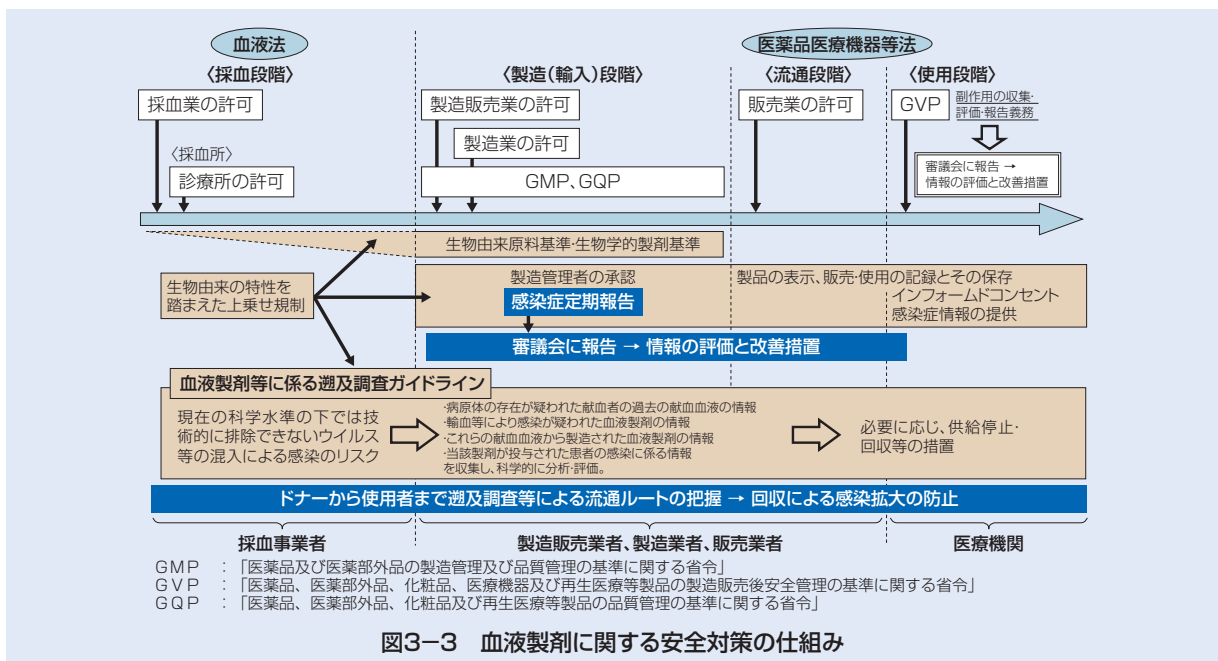 血液法
医薬品医療機器等法
〈採血段階〉
〈製造(輸入)段階〉
〈流通段階〉
〈使用段階〉
採血業の許可
製造販売業の許可
販売業の許可
GVP
副作用の収集・
評価・報告義務
製造業の許可
〈採血所〉
診療所の許可
GMP、GQP
審議会に報告 →
情報の評価と改善措置
生物由来原料基準・生物学的製剤基準
生物由来の特性を
踏まえた上乗せ規制
製造管理者の承認
感染症定期報告
製品の表示、販売・使用の記録とその保存
インフォームドコンセント
感染症情報の提供
審議会に報告 → 情報の評価と改善措置
血液製剤等に係る遡及調査ガイドライン
現在の科学水準の下では技
術的に排除できないウイルス
等の混入による感染のリスク
・病原体の存在が疑われた献血者の過去の献血血液の情報
・輸血等により感染が疑われた血液製剤の情報
・これらの献血血液から製造された血液製剤の情報
・当該製剤が投与された患者の感染に係る情報
を収集し、科学的に分析・評価。
必要に応じ、供給停止・
回収等の措置
ドナーから使用者まで遡及調査等による流通ルートの把握 → 回収による感染拡大の防止
採血事業者
製造販売業者、製造業者、販売業者
医療機関
GMP :「医薬品及び医薬部外品の製造管理及び品質管理の基準に関する省令」
GVP :「医薬品、医薬部外品、化粧品、医療機器及び再生医療等製品の製造販売後安全管理の基準に関する省令」
GQP :「医薬品、医薬部外品、化粧品及び再生医療等製品の品質管理の基準に関する省令」
図3−3 血液製剤に関する安全対策の仕組み